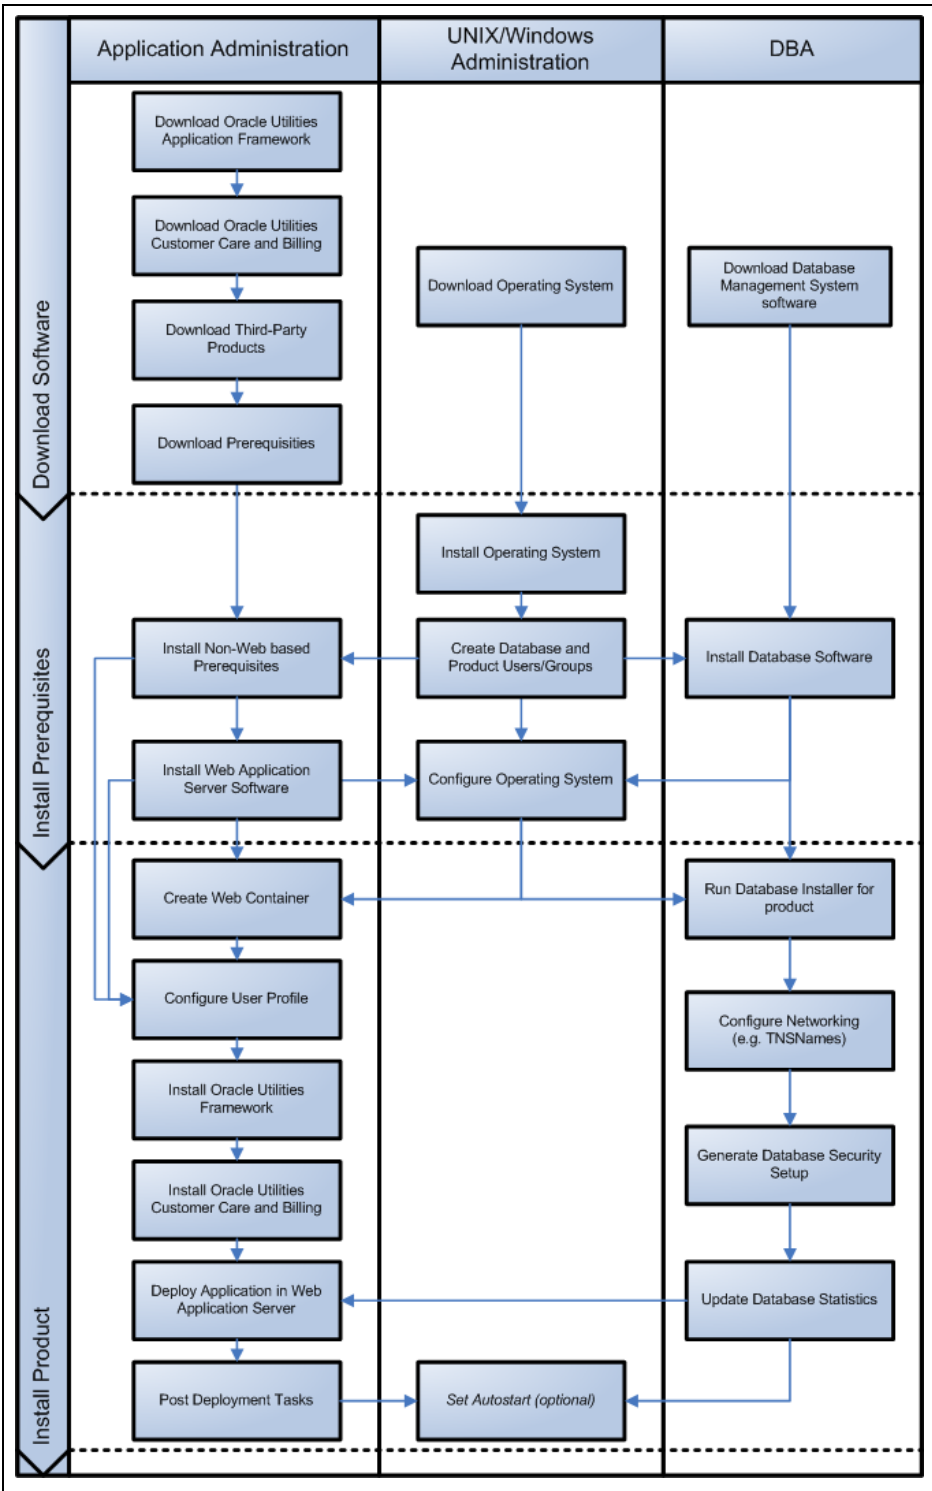 Application Administration
UNIX/Windows
Administration
DBA
Download Software
Download Oracle Utilities
Application Framework
Download Oracle Utilities
Customer Care and Billing
Download Operating System
Download Database
Management System
software
Download Third-Party
Products
Download Prerequisities
Install Prerequisites
Install Operating System
Install Non-Web based
Prerequisites
Create Database and
Product Users/Groups
Install Database Software
Install Web Application
Server Software
Configure Operating System
Install Product
Create Web Container
Run Database Installer for
product
Configure User Profile
Configure Networking
(e.g. TNSNames)
Install Oracle Utilities
Framework
Generate Database Security
Setup
Install Oracle Utilities
Customer Care and Billing
Deploy Application in Web
Application Server
Update Database Statistics
Post Deployment Tasks
Set Autostart (optional)